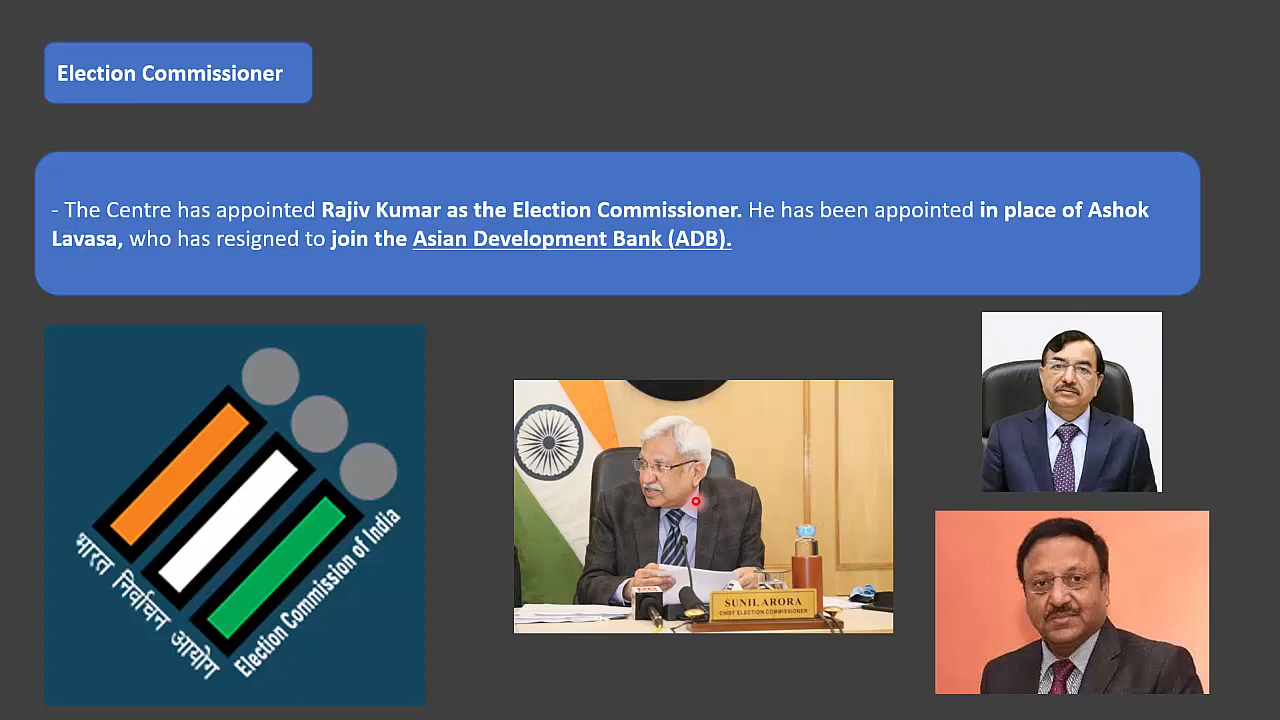 Election Commissioner
- The Centre has appointed Rajiv Kumar as the Election Commissioner. He has been appointed in place of Ashok
Lavasa, who has resigned to join the Asian Development Bank (ADB).
भारत निर्वाचन आयोग
Election Commission of India
SUNIL ARORA
CHIEF ELECTION COMMISSIONER